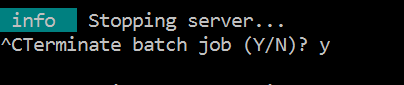 info Stopping server...
^CTerminate batch job (Y/N)? y